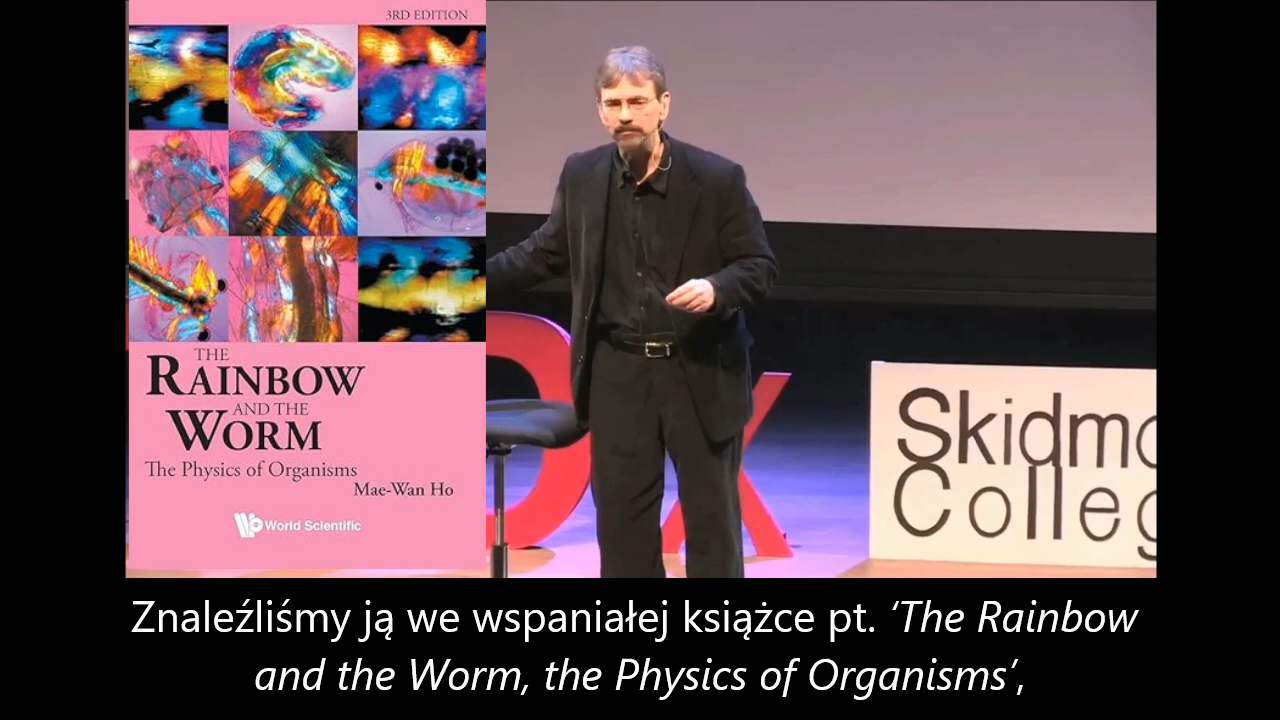 3RD EDITION
THE
RAINBOW
AND THE
WORM
The Physics of Organisms
Mae-Wan Ho
World Scientific
x
Skidmo
Colleg
Znaleźliśmy ją we wspaniałej książce pt. ‘The Rainbow
and the Worm, the Physics of Organisms’,